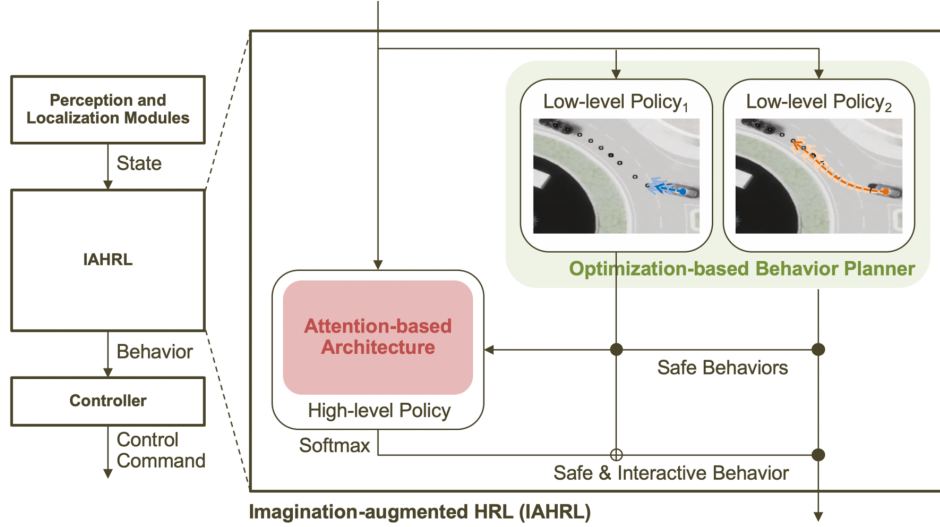 Perception and
Localization Modules
State
IAHRL
Behavior
Controller
Control
Command
Low-level Policy₁
Low-level Policy₂
Optimization-based Behavior Planner
Attention-based
Architecture
High-level Policy
Safe Behaviors
Softmax
Safe & Interactive Behavior
Imagination-augmented HRL (IAHRL)